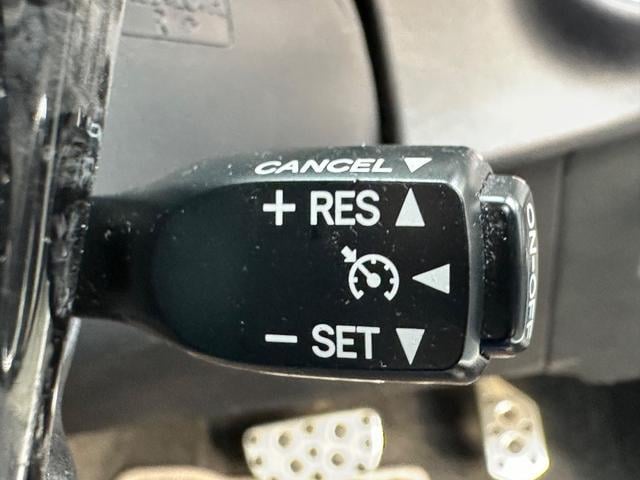 CANCEL
+ RES
- SET
ON·OFF